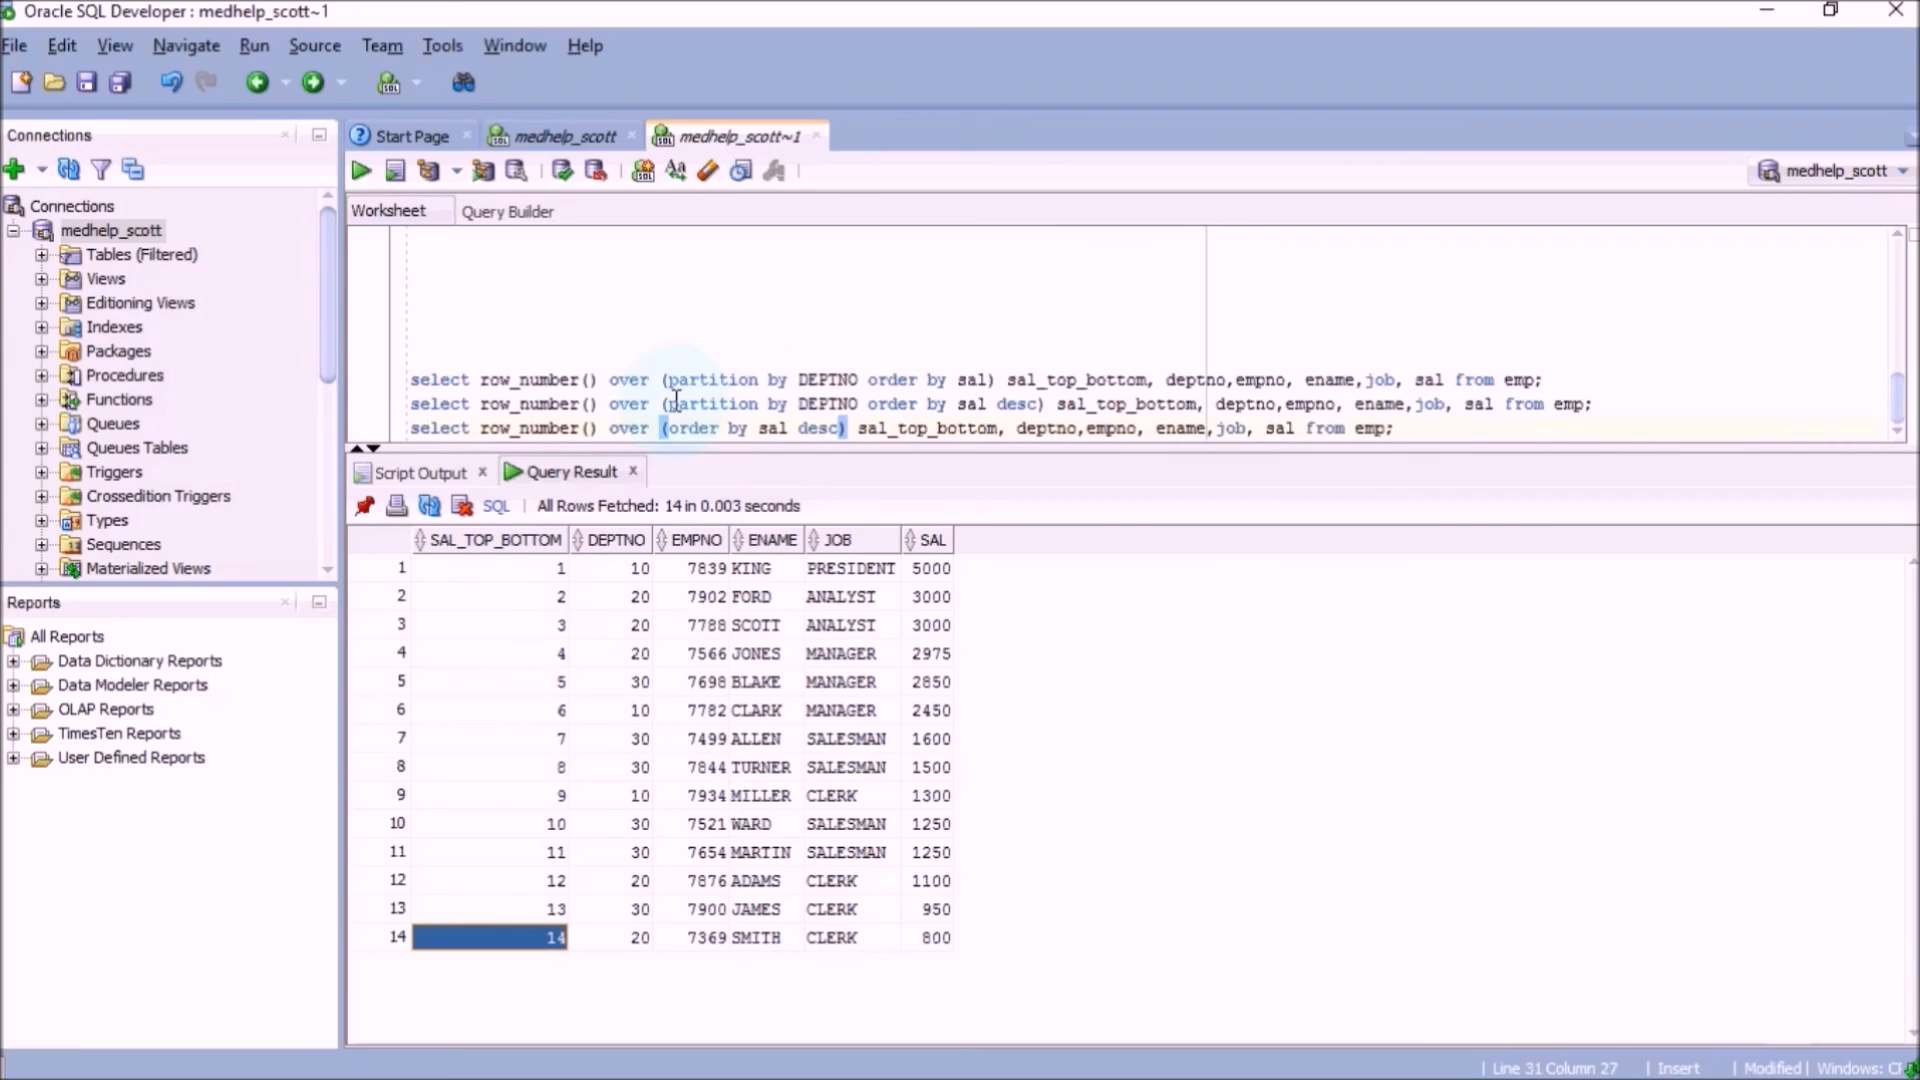 Oracle SQL Developer : medhelp_scott~1
File Edit View Navigate Run Source Team Tools Window Help
Connections
Start Page medhelp_scott medhelp_scott~1
medhelp_scott
Worksheet Query Builder
Connections
medhelp_scott
Tables (Filtered)
Views
Editioning Views
Indexes
Packages
Procedures
Functions
Queues
Queues Tables
Triggers
Crossedition Triggers
Types
Sequences
Materialized Views
select row_number() over (partition by DEPTNO order by sal) sal_top_bottom, deptno,empno, ename,job, sal from emp;
select row_number() over (partition by DEPTNO order by sal desc) sal_top_bottom, deptno,empno, ename,job, sal from emp;
select row_number() over (order by sal desc) sal_top_bottom, deptno,empno, ename,job, sal from emp;
Script Output Query Result
SQL All Rows Fetched: 14 in 0.003 seconds
SAL_TOP_BOTTOM DEPTNO EMPNO ENAME JOB SAL
1 1 10 7839 KING PRESIDENT 5000
2 2 20 7902 FORD ANALYST 3000
3 3 20 7788 SCOTT ANALYST 3000
4 4 20 7566 JONES MANAGER 2975
5 5 30 7698 BLAKE MANAGER 2850
6 6 10 7782 CLARK MANAGER 2450
7 7 30 7499 ALLEN SALESMAN 1600
8 8 30 7844 TURNER SALESMAN 1500
9 9 10 7934 MILLER CLERK 1300
10 10 30 7521 WARD SALESMAN 1250
11 11 30 7654 MARTIN SALESMAN 1250
12 12 20 7876 ADAMS CLERK 1100
13 13 30 7900 JAMES CLERK 950
14 14 20 7369 SMITH CLERK 800
Reports
All Reports
Data Dictionary Reports
Data Modeler Reports
OLAP Reports
TimesTen Reports
User Defined Reports
Line 31 Column 27 Insert Modified Windows: